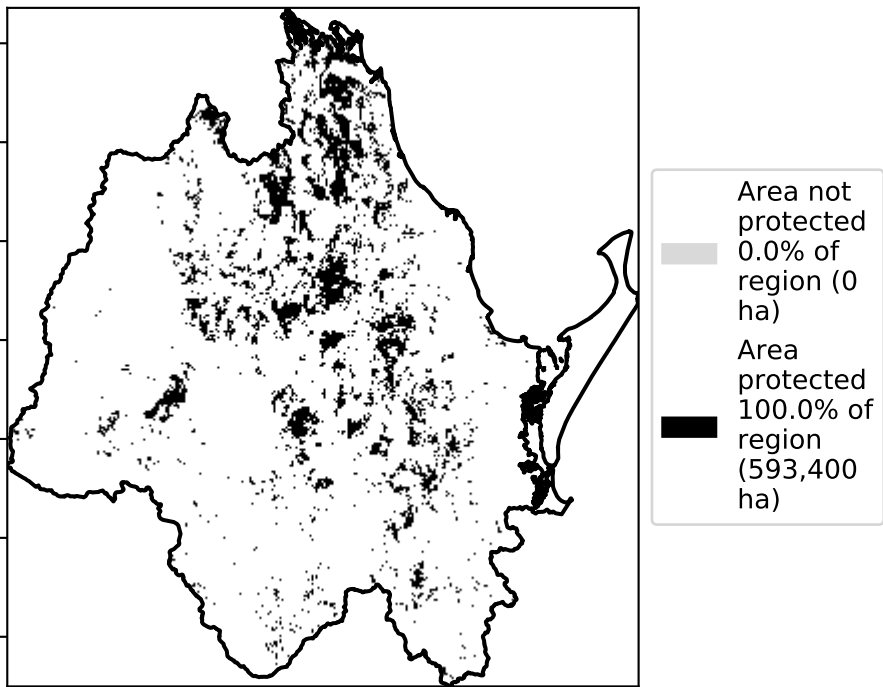 Area not
protected
0.0% of
region (0
ha)
Area
protected
100.0% of
region
(593,400
ha)